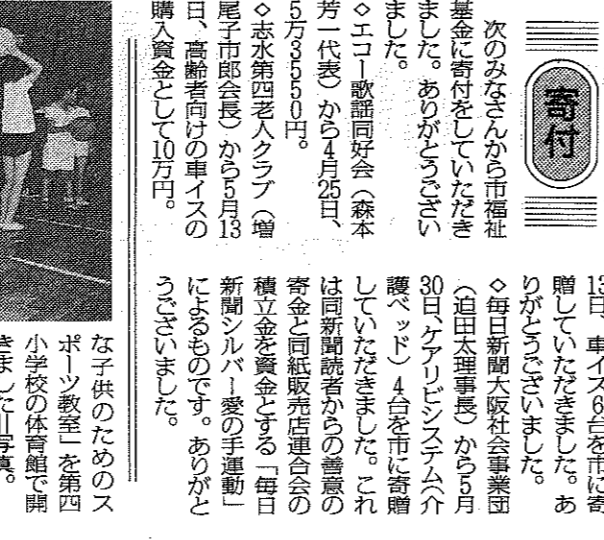 寄付
次のみなさんから市福祉
基金に寄付をしていただき
ました。ありがとうござい
ました。
◇エコー歌謡同好会（森本
芳一代表）から4月25日、
5万3550円。
◇志水第四老人クラブ（増
尾子市郎会長）から5月13
日、高齢者向けの車イスの
購入資金として10万円。
13日、車イス6台を市に寄
贈していただきました。あ
りがとうございました。
◇毎日新聞大阪社会事業団
（迫田太理事長）から5月
30日、ケアリビシステム（介
護ベッド）4台を市に寄贈
していただきました。これ
は同新聞読者からの善意の
寄金と同紙販売店連合会の
積立金を資金とする「毎日
新聞シルバー愛の手運動」
によるものです。ありがと
うございました。
な子供のためのス
ポーツ教室」を第四
小学校の体育館で開
きました＝写真。